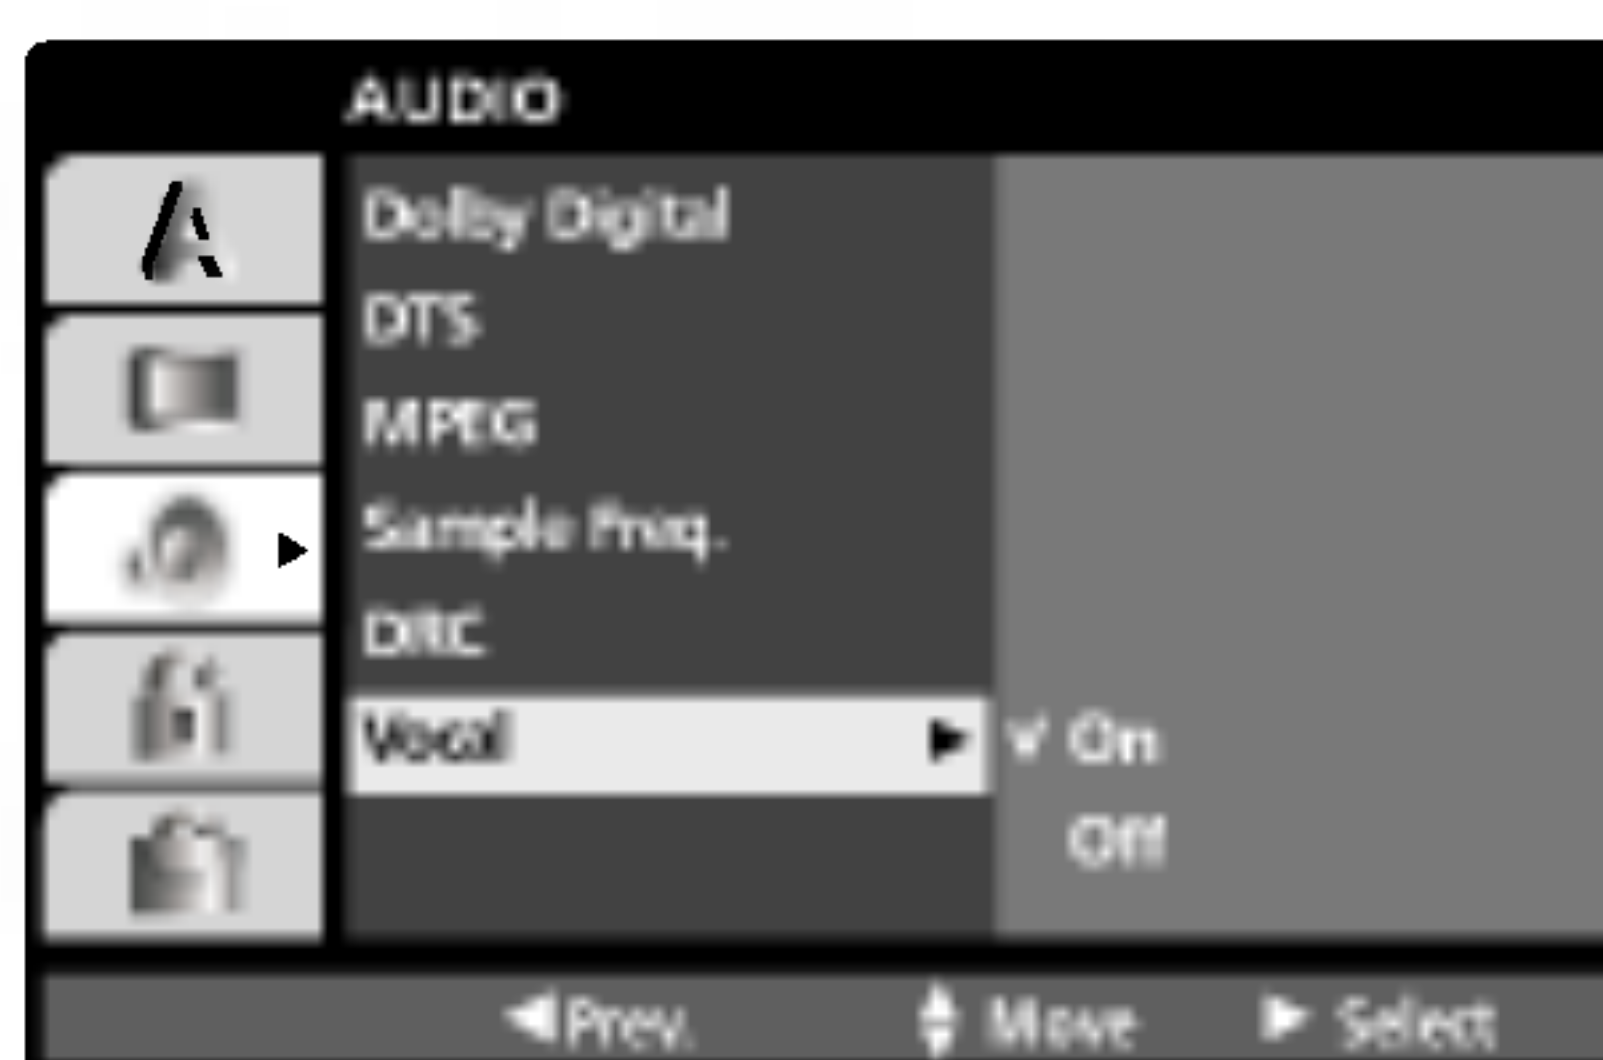 AUDIO
Dolby Digital
DTS
MPEG
Sample Freq.
DRC
Vocal ▶ ✓ On
Off
◀ Prev. Move ▶ Select